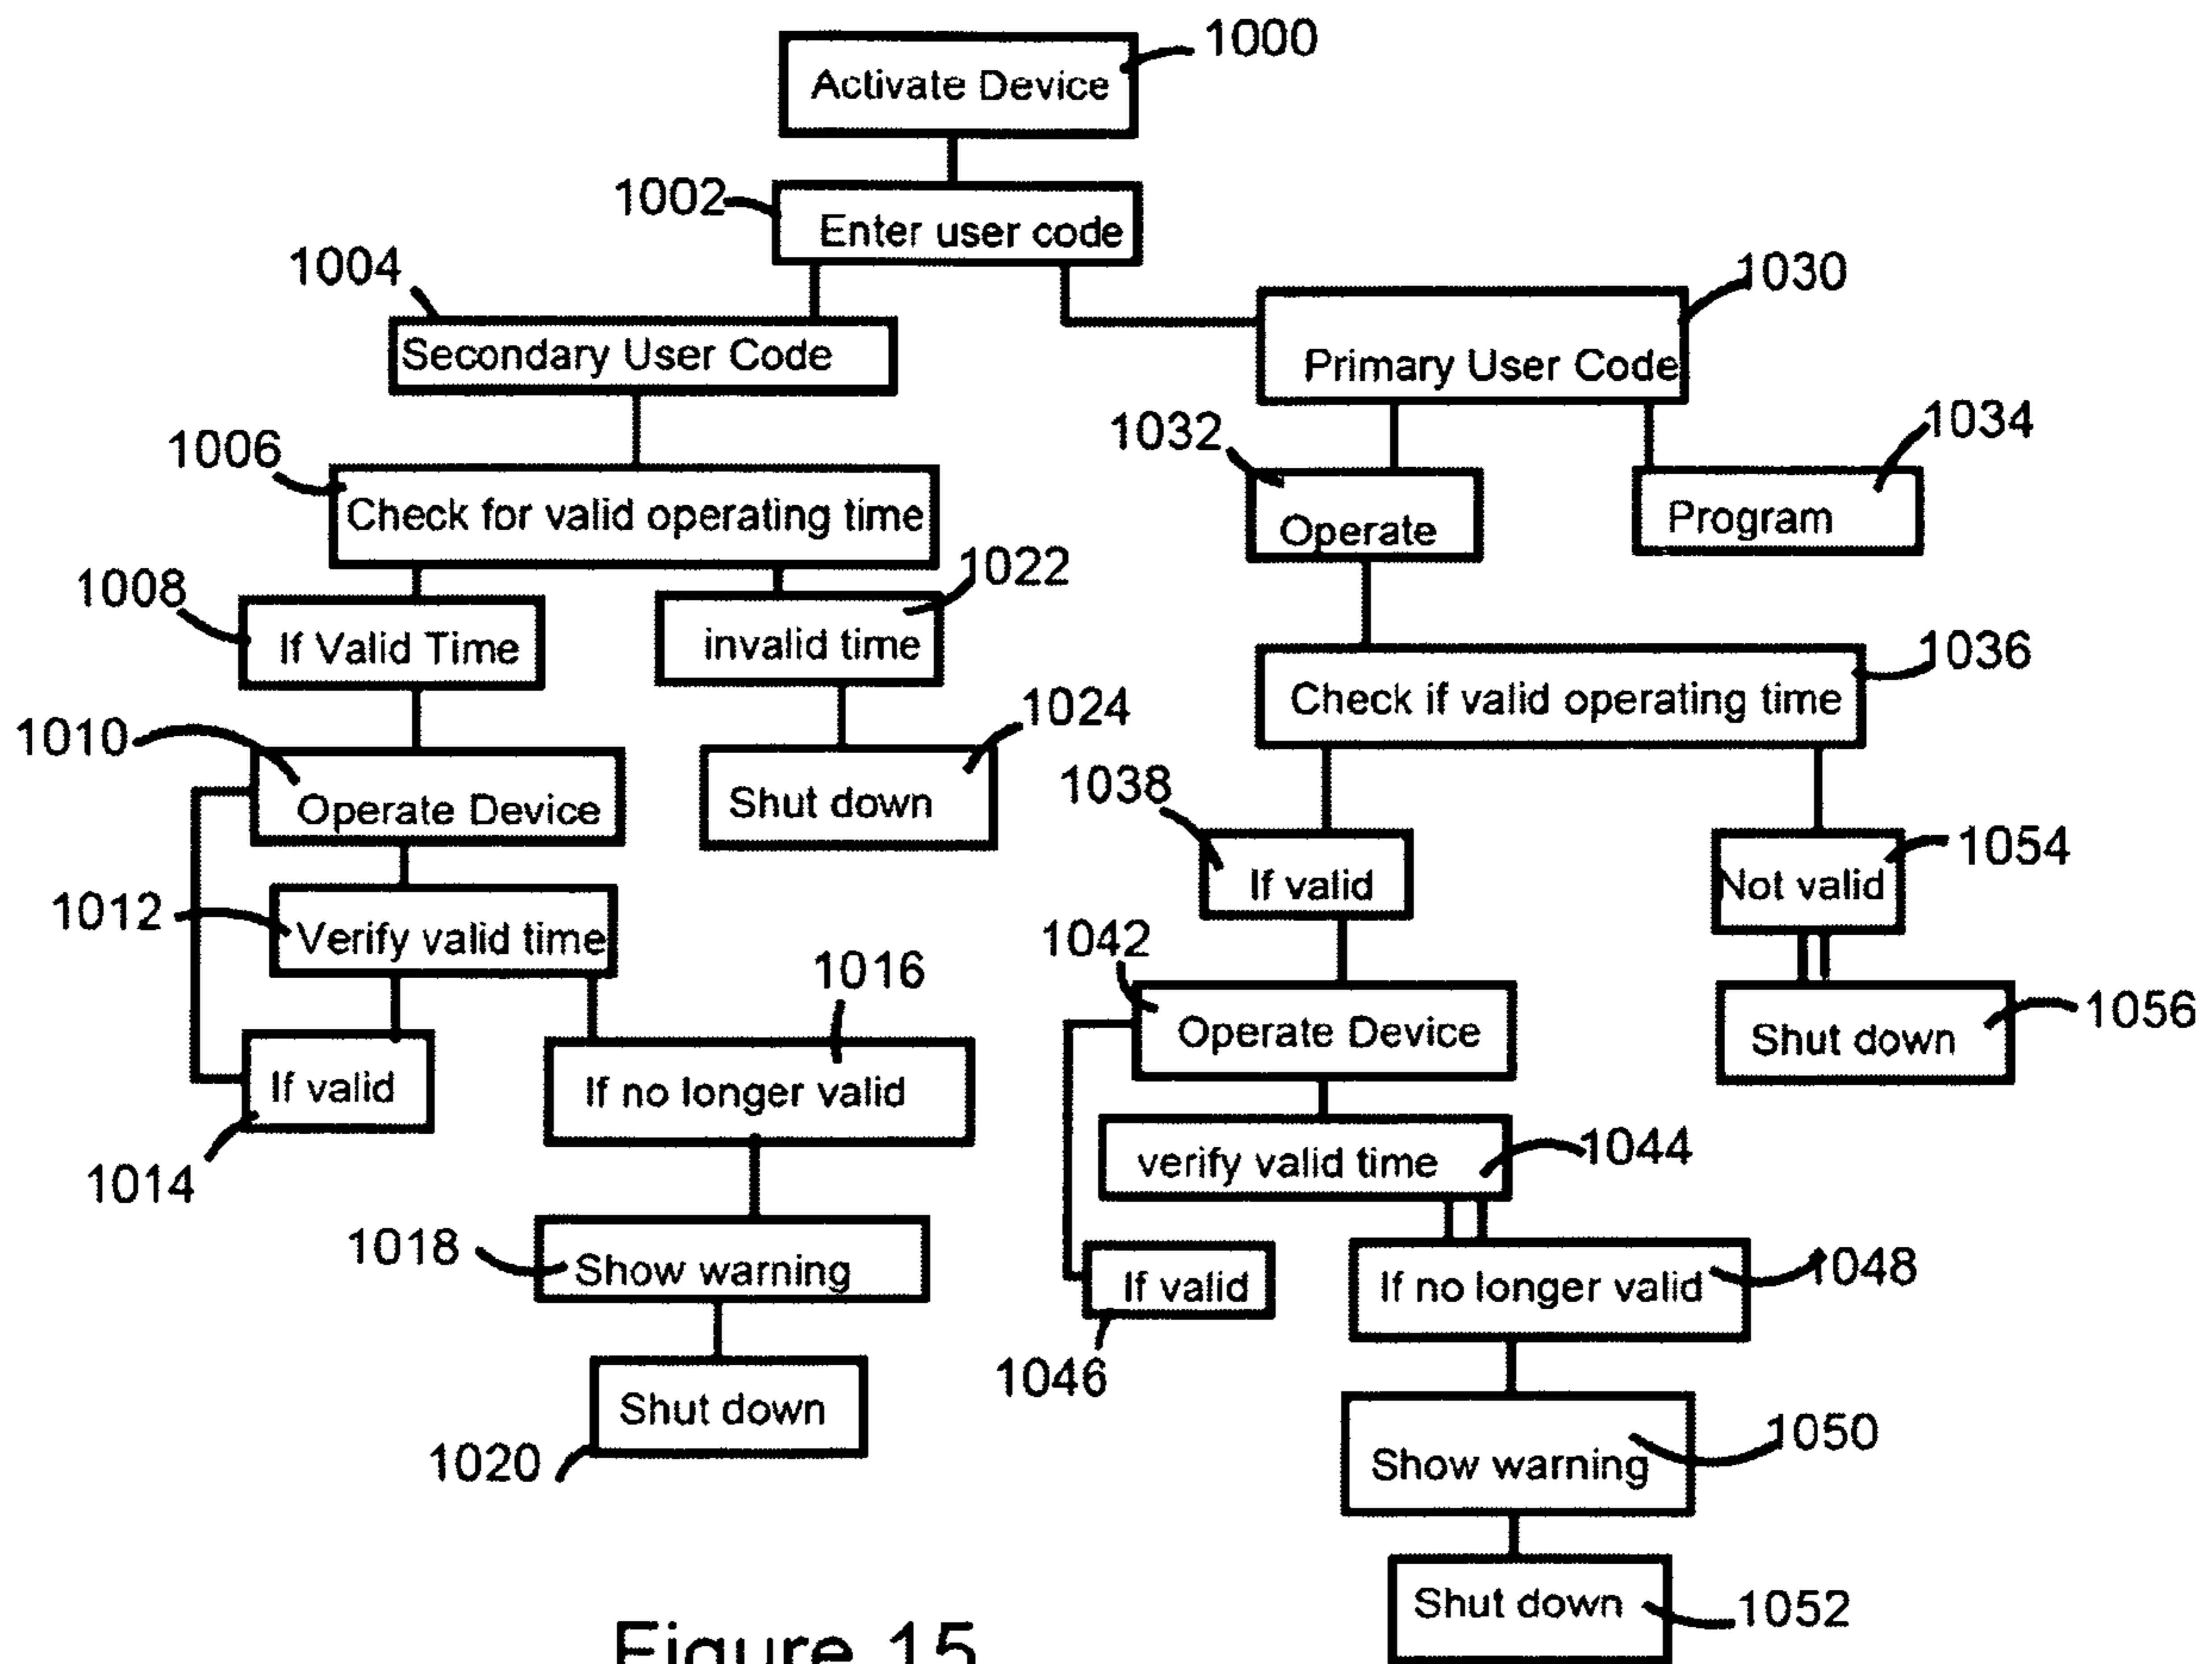 1000
Activate Device
1002
Enter user code
1004
Secondary User Code
1030
Primary User Code
1006
Check for valid operating time
1032
Operate
1034
Program
1008
If Valid Time
1022
invalid time
1036
Check if valid operating time
1010
Operate Device
1024
Shut down
1038
If valid
1054
Not valid
1012
Verify valid time
1042
Operate Device
1056
Shut down
1014
If valid
1016
If no longer valid
1044
verify valid time
1018
Show warning
1046
If valid
1048
If no longer valid
1020
Shut down
1050
Show warning
1052
Shut down
Figure 15